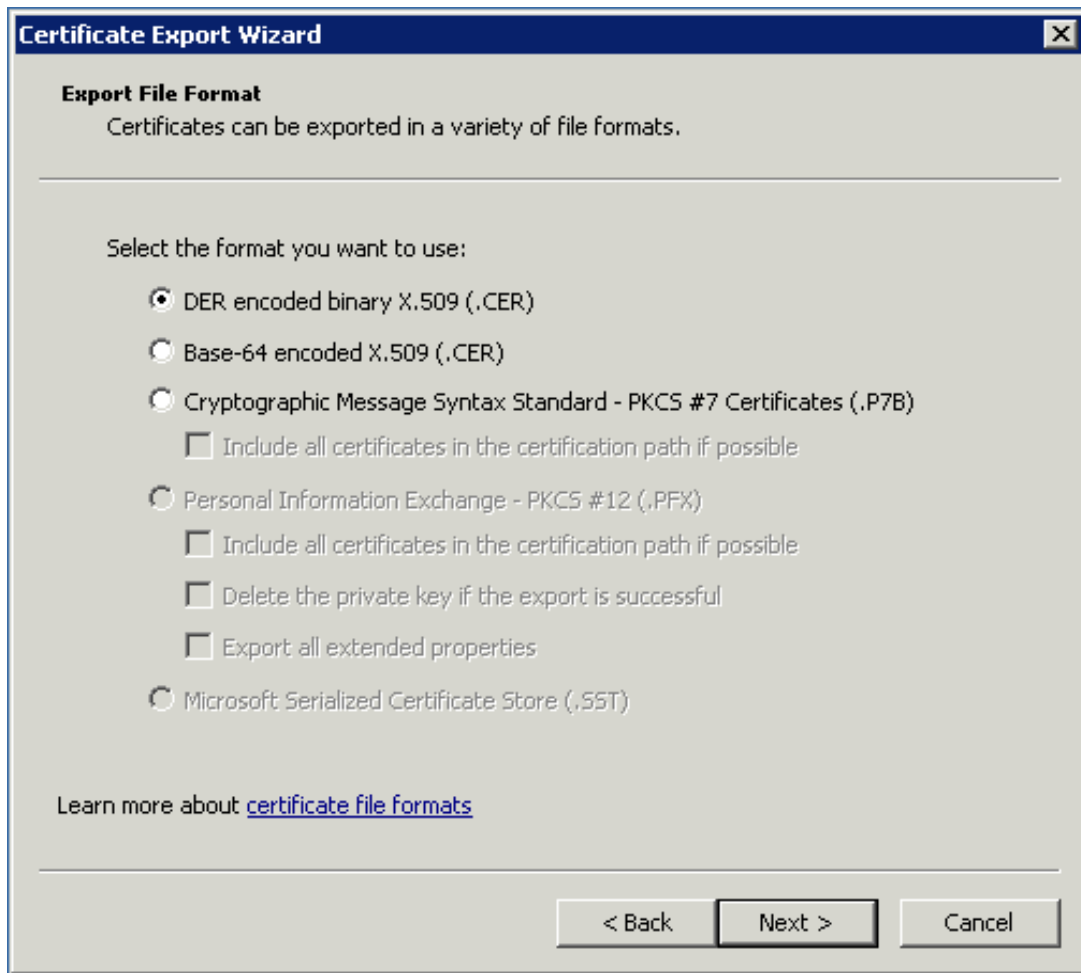 Certificate Export Wizard
Export File Format
Certificates can be exported in a variety of file formats.
Select the format you want to use:
DER encoded binary X.509 (.CER)
Base-64 encoded X.509 (.CER)
Cryptographic Message Syntax Standard - PKCS #7 Certificates (.P7B)
Include all certificates in the certification path if possible
Personal Information Exchange - PKCS #12 (.PFX)
Include all certificates in the certification path if possible
Delete the private key if the export is successful
Export all extended properties
Microsoft Serialized Certificate Store (.SST)
Learn more about certificate file formats
< Back Next > Cancel